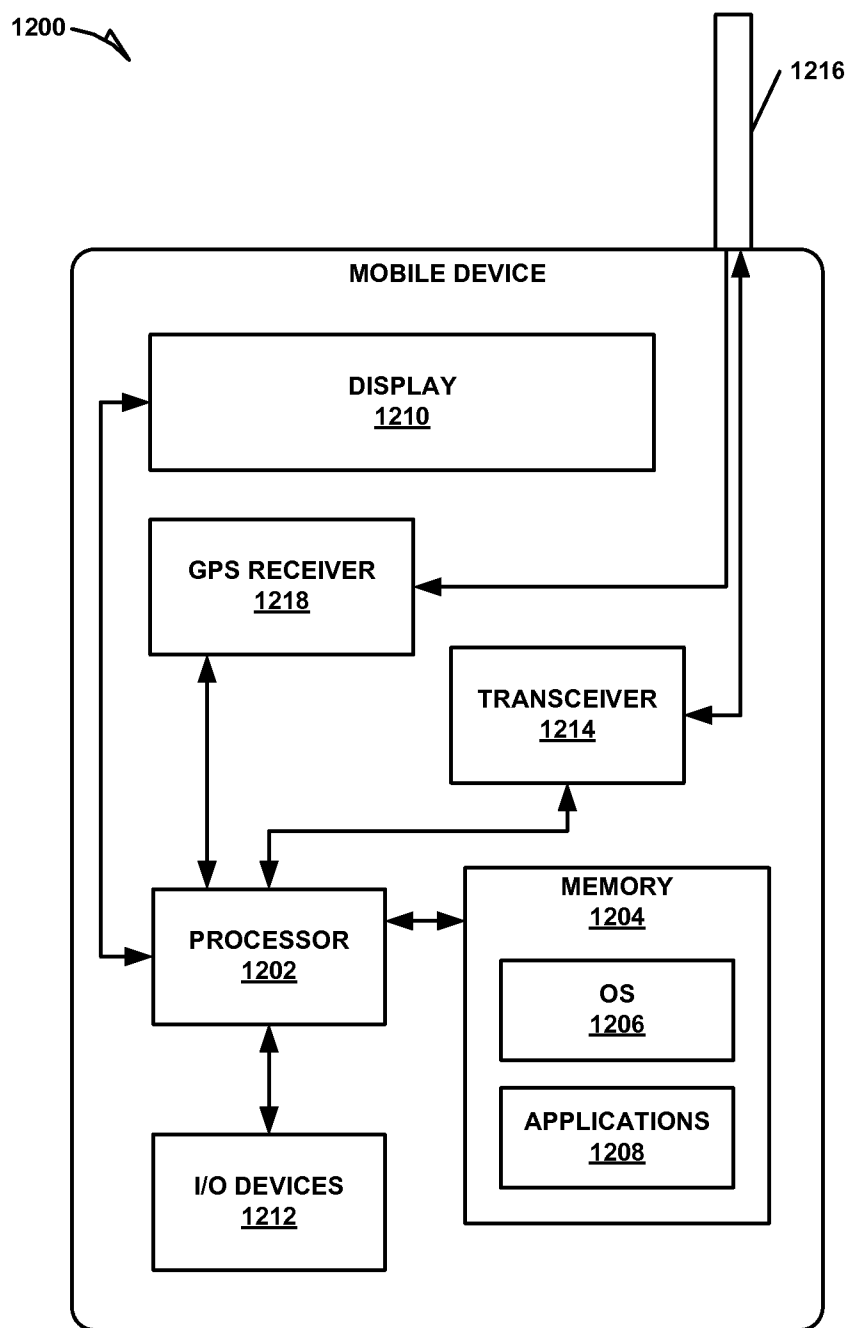 1200
1216
MOBILE DEVICE
DISPLAY
1210
GPS RECEIVER
1218
TRANSCEIVER
1214
PROCESSOR
1202
MEMORY
1204
OS
1206
APPLICATIONS
1208
I/O DEVICES
1212